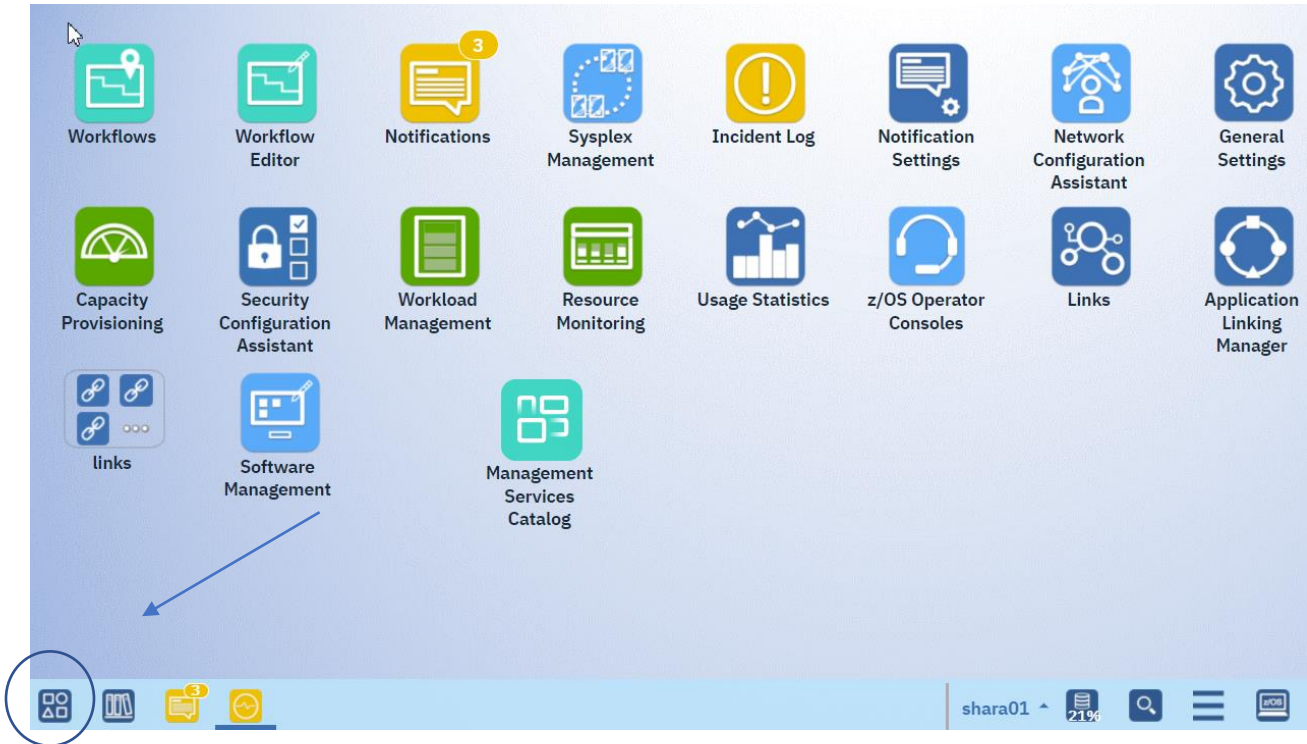 3
Workflows
Workflow
Editor
Notifications
Sysplex
Management
Incident Log
Notification
Settings
Network
Configuration
Assistant
General
Settings
Capacity
Provisioning
Security
Configuration
Assistant
Workload
Management
Resource
Monitoring
Usage Statistics
z/OS Operator
Consoles
Links
Application
Linking
Manager
links
Software
Management
Management
Services
Catalog
3
shara01
21%
z/OS